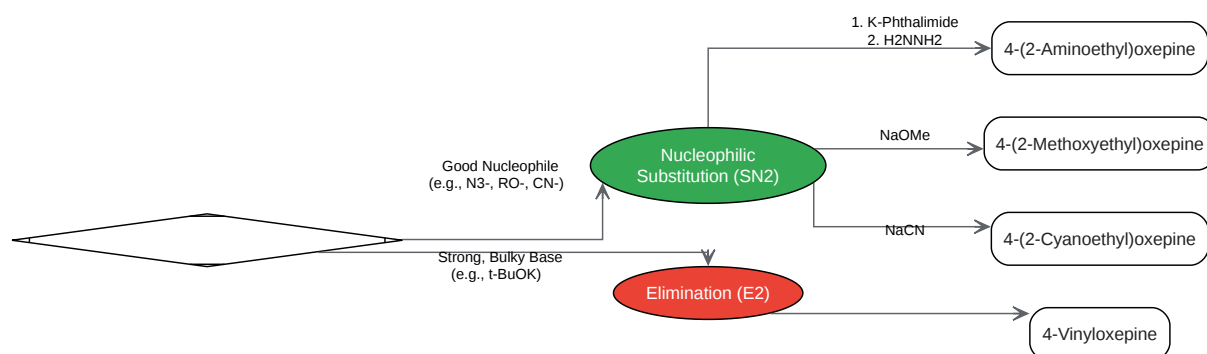 1. K-Phthalimide
2. H2NNH2
4-(2-Aminoethyl)oxepine
Good Nucleophile
(e.g., N3-, RO-, CN-)
Nucleophilic
Substitution (SN2)
NaOMe
4-(2-Methoxyethyl)oxepine
NaCN
4-(2-Cyanoethyl)oxepine
Strong, Bulky Base
(e.g., t-BuOK)
Elimination (E2)
4-Vinyloxepine